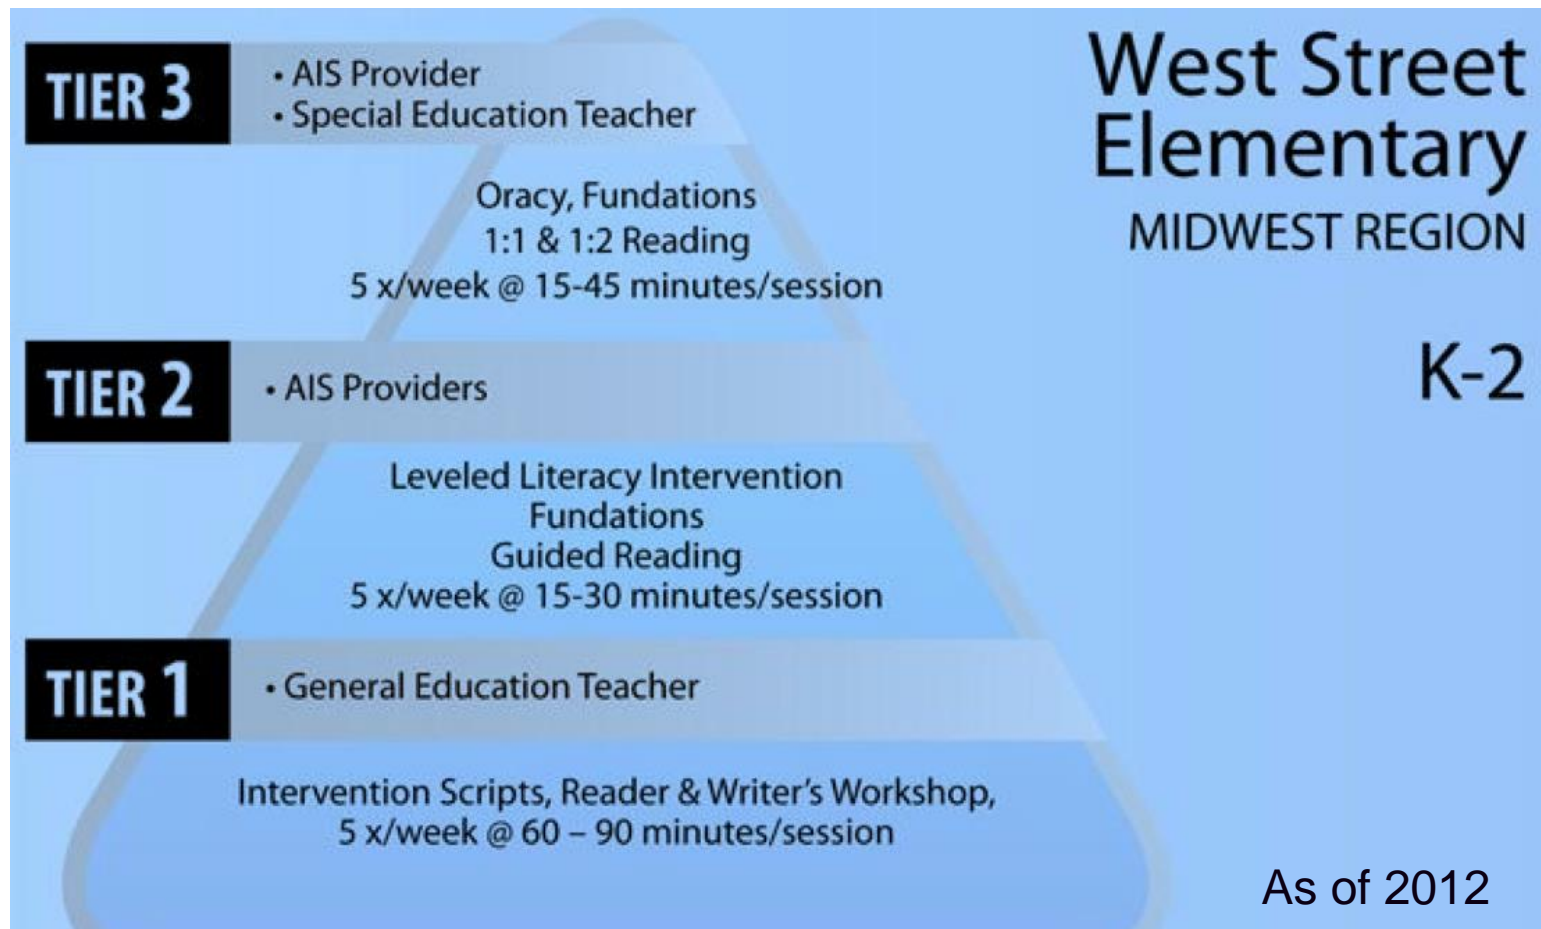 TIER 3
• AIS Provider
• Special Education Teacher
Oracy, Fundations
1:1 & 1:2 Reading
5 x/week @ 15-45 minutes/session
West Street
Elementary
MIDWEST REGION
K-2
TIER 2
• AIS Providers
Leveled Literacy Intervention
Fundations
Guided Reading
5 x/week @ 15-30 minutes/session
TIER 1
• General Education Teacher
Intervention Scripts, Reader & Writer’s Workshop,
5 x/week @ 60 – 90 minutes/session
As of 2012